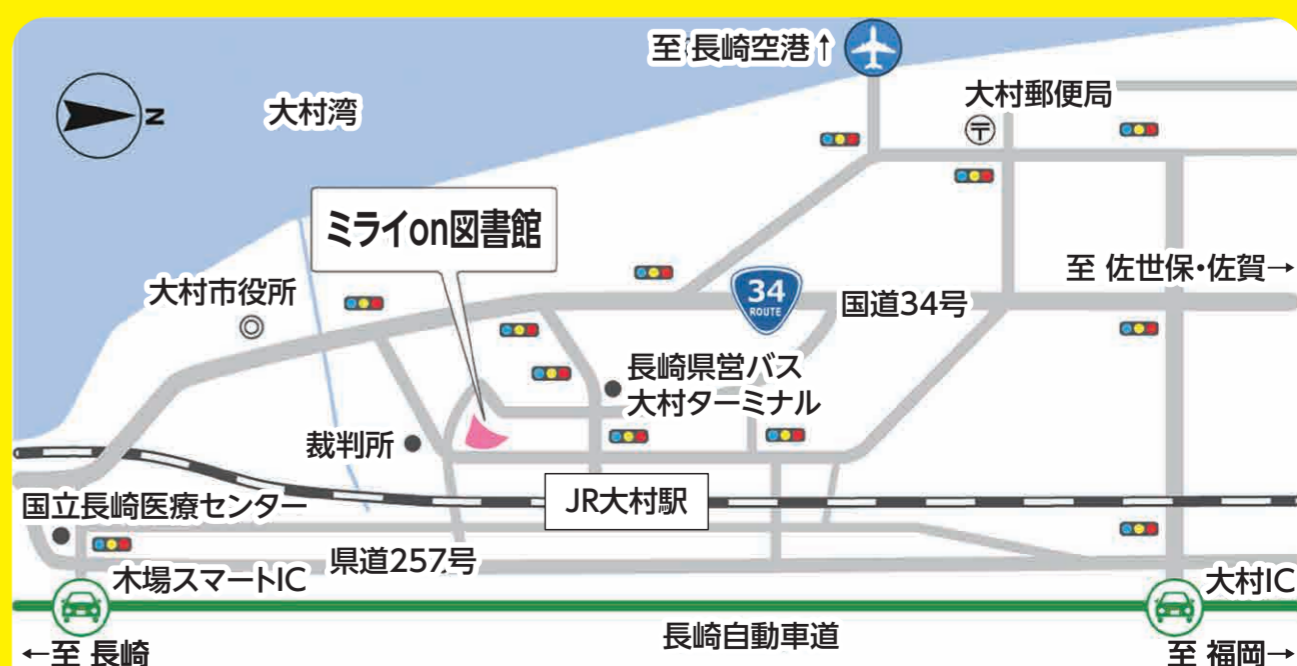 至 長崎空港↑
大村郵便局
〒
N
大村湾
ミライon図書館
至 佐世保・佐賀→
大村市役所
34
ROUTE
国道34号
長崎県営バス
大村ターミナル
裁判所
JR大村駅
国立長崎医療センター
県道257号
木場スマートIC
大村IC
長崎自動車道
←至 長崎
至 福岡→